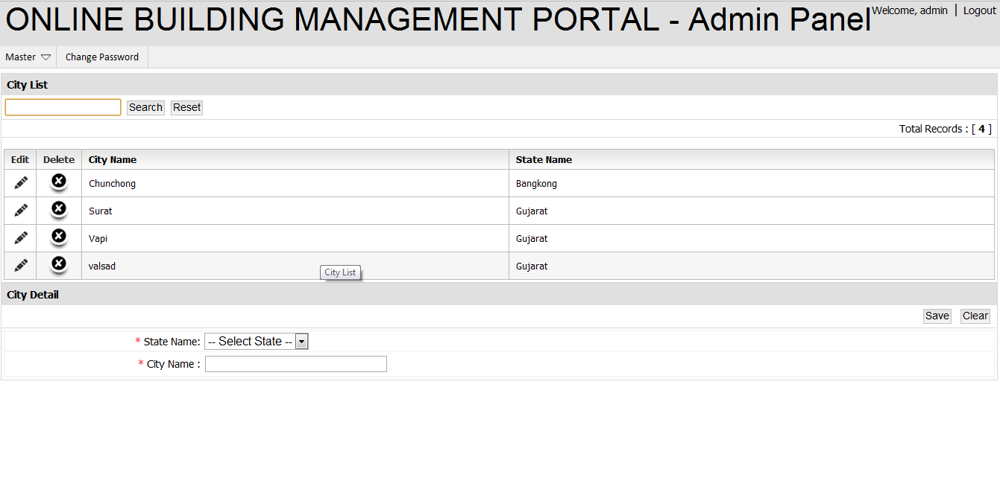 ONLINE BUILDING MANAGEMENT PORTAL - Admin Panel
Welcome, admin | Logout
Master Change Password
City List
Search Reset
Total Records : [ 4 ]
Edit Delete City Name State Name
Chunchong Bangkong
Surat Gujarat
Vapi Gujarat
valsad Gujarat
City List
City Detail
Save Clear
* State Name: -- Select State --
* City Name :